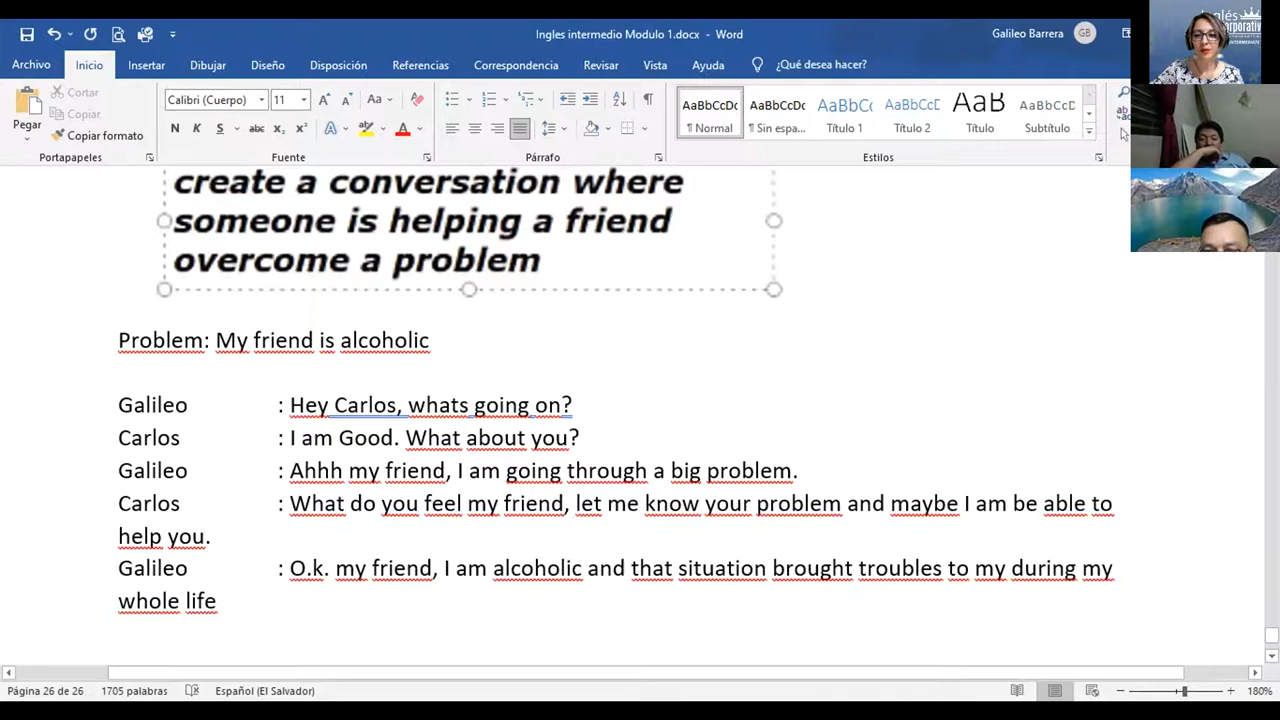 Ingles intermedio Modulo 1.docx - Word
Galileo Barrera
GB
Archivo Inicio Insertar Dibujar Diseño Disposición Referencias Correspondencia Revisar Vista Ayuda ¿Qué desea hacer?
Pegar
Cortar
Copiar
Copiar formato
Portapapeles
Calibri (Cuerpo) 11
N K S abc x₂ x²
Fuente
Párrafo
AaBbCcDc AaBbCcDc AaBbCcD AaBbCcD AaB AaBbCcD
¶ Normal ¶ Sin espa... Título 1 Título 2 Título Subtítulo
Estilos
create a conversation where
someone is helping a friend
overcome a problem
Problem: My friend is alcoholic
Galileo : Hey Carlos, whats going on?
Carlos : I am Good. What about you?
Galileo : Ahhh my friend, I am going through a big problem.
Carlos : What do you feel my friend, let me know your problem and maybe I am be able to
help you.
Galileo : O.k. my friend, I am alcoholic and that situation brought troubles to my during my
whole life
Página 26 de 26 1705 palabras Español (El Salvador) 180%